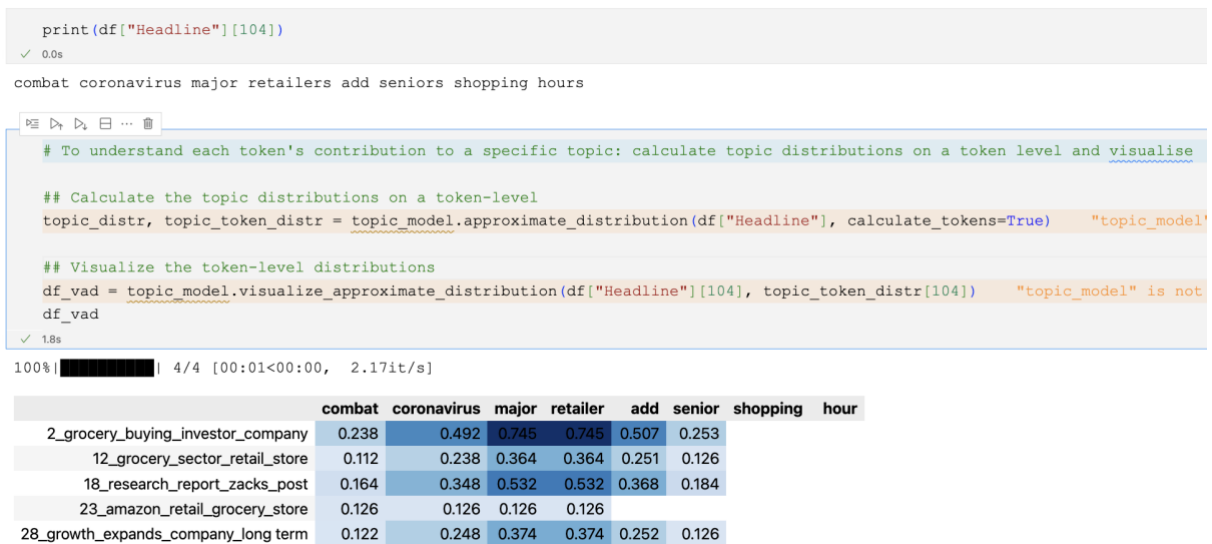 print(df["Headline"][104])
0.0s
combat coronavirus major retailers add seniors shopping hours
# To understand each token's contribution to a specific topic: calculate topic distributions on a token level and visualise
## Calculate the topic distributions on a token-level
topic_distr, topic_token_distr = topic_model.approximate_distribution(df["Headline"], calculate_tokens=True) "topic_model"
## Visualize the token-level distributions
df_vad = topic_model.visualize_approximate_distribution(df["Headline"][104], topic_token_distr[104]) "topic_model" is not
df_vad
1.8s
100%|██████████| 4/4 [00:01<00:00, 2.17it/s]
combat coronavirus major retailer add senior shopping hour
2_grocery_buying_investor_company 0.238 0.492 0.745 0.745 0.507 0.253
12_grocery_sector_retail_store 0.112 0.238 0.364 0.364 0.251 0.126
18_research_report_zacks_post 0.164 0.348 0.532 0.532 0.368 0.184
23_amazon_retail_grocery_store 0.126 0.126 0.126 0.126
28_growth_expands_company_long term 0.122 0.248 0.374 0.374 0.252 0.126